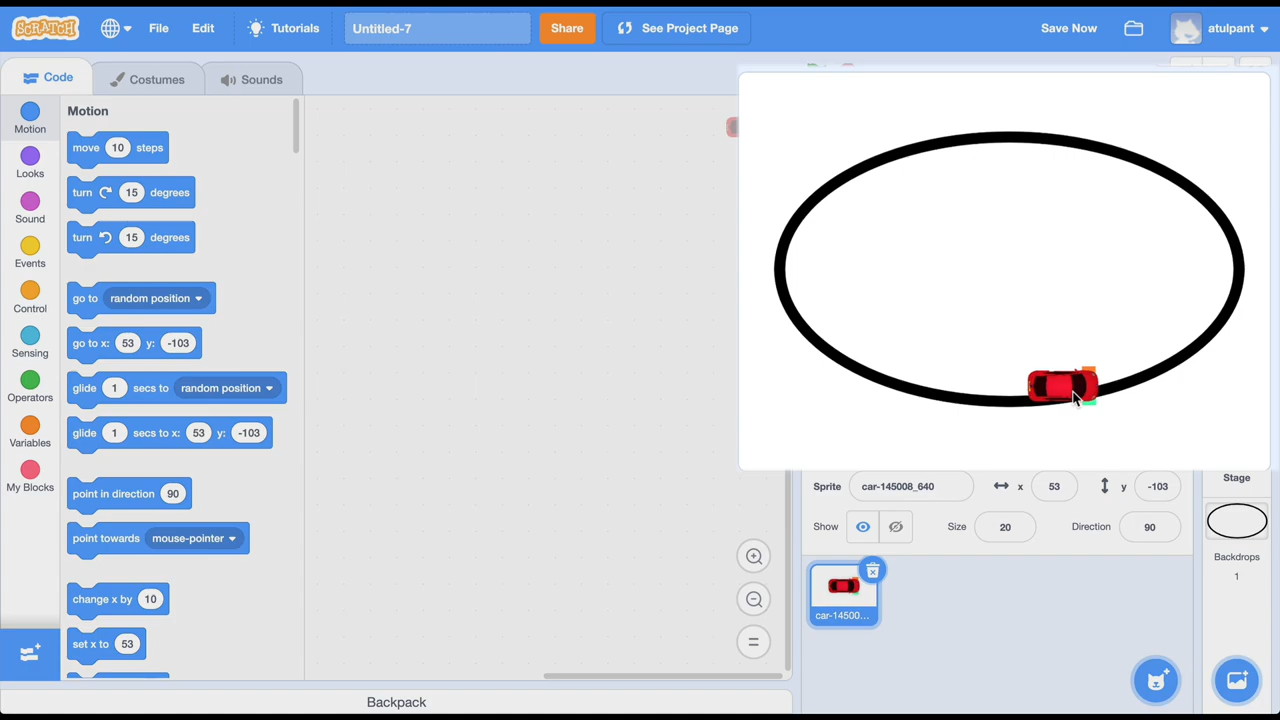 SCRATCH File Edit Tutorials Untitled-7 Share See Project Page Save Now atulpant
Code Costumes Sounds
Motion
Looks
Sound
Events
Control
Sensing
Operators
Variables
My Blocks
Motion
move 10 steps
turn 15 degrees
turn 15 degrees
go to random position
go to x: 53 y: -103
glide 1 secs to random position
glide 1 secs to x: 53 y: -103
point in direction 90
point towards mouse-pointer
change x by 10
set x to 53
Sprite car-145008_640 x 53 y -103
Show Size 20 Direction 90
car-14500...
Stage
Backdrops
1
Backpack